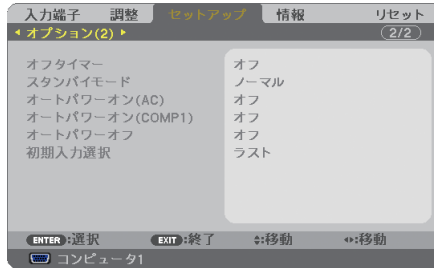 入力端子 調整 セットアップ 情報 リセット
オプション(2) 2/2
オフタイマー オフ
スタンバイモード ノーマル
オートパワーオン(AC) オフ
オートパワーオン(COMP1) オフ
オートパワーオフ オフ
初期入力選択 ラスト
ENTER:選択 EXIT:終了 :移動 :移動
コンピュータ1